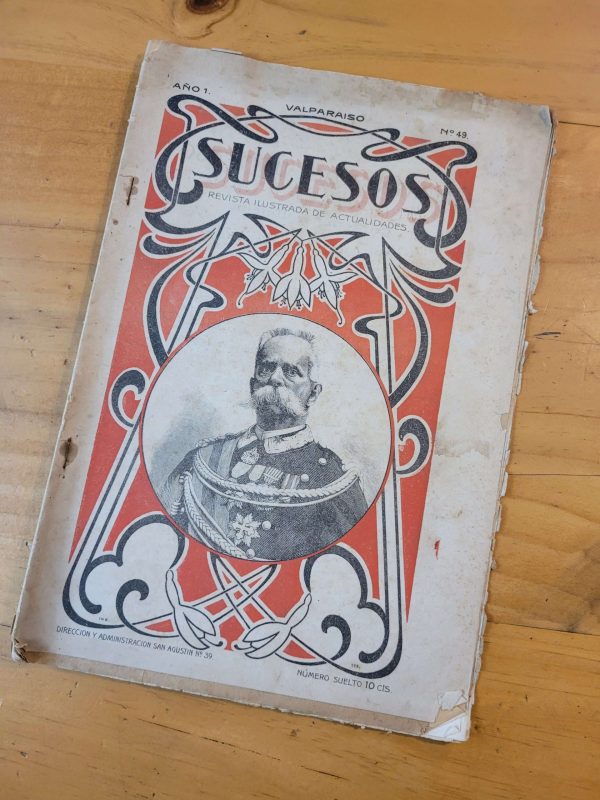 AÑO 1.
VALPARAISO
Nº 49.
SUCESOS
REVISTA ILUSTRADA DE ACTUALIDADES
DIRECCION Y ADMINISTRACION SAN AGUSTIN Nº 39.
NÚMERO SUELTO 10 CTS.